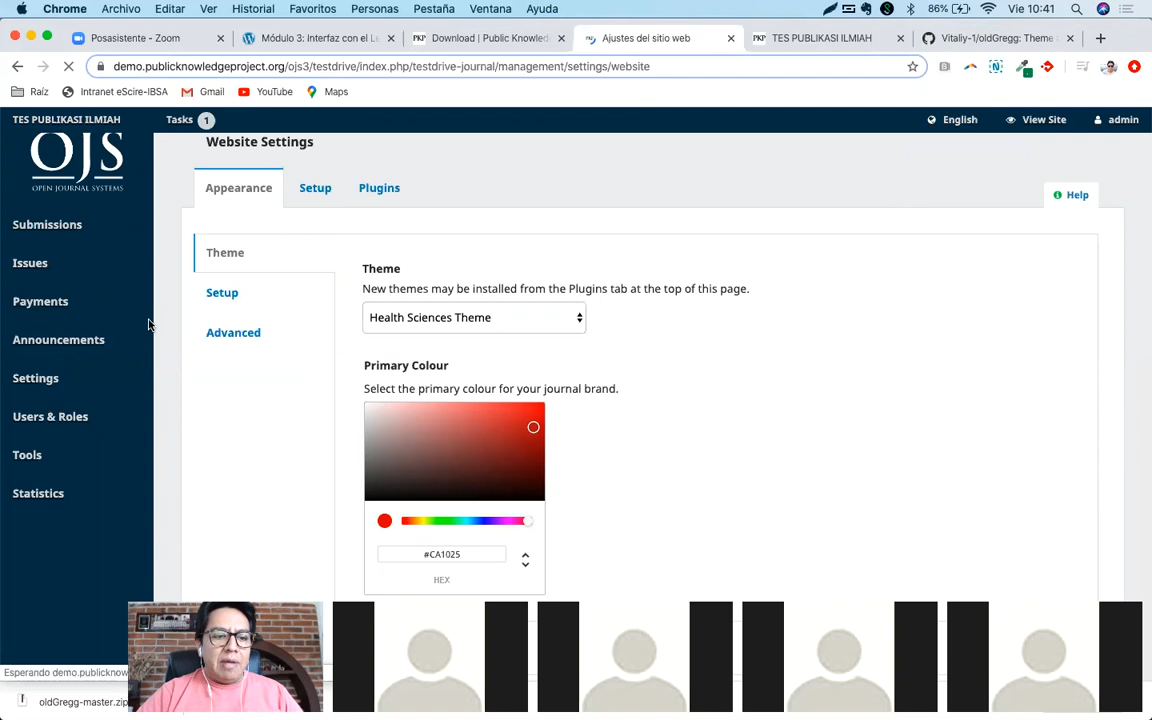 Chrome Archivo Editar Ver Historial Favoritos Personas Pestaña Ventana Ayuda 86% Vie 10:41
Posasistente - Zoom Módulo 3: Interfaz con el L Download | Public Knowled Ajustes del sitio web TES PUBLIKASI ILMIAH Vitaliy-1/oldGregg: Theme
demo.publicknowledgeproject.org/ojs3/testdrive/index.php/testdrive-journal/management/settings/website
Raíz Intranet eScire-IBSA Gmail YouTube Maps
TES PUBLIKASI ILMIAH Tasks 1 English View Site admin
OJS
OPEN JOURNAL SYSTEMS
Website Settings
Appearance Setup Plugins
Help
Submissions
Issues
Payments
Announcements
Settings
Users & Roles
Tools
Statistics
Theme
Setup
Advanced
Theme
New themes may be installed from the Plugins tab at the top of this page.
Health Sciences Theme
Primary Colour
Select the primary colour for your journal brand.
#CA1025
HEX
Esperando demo.publickno
oldGregg-master.zip